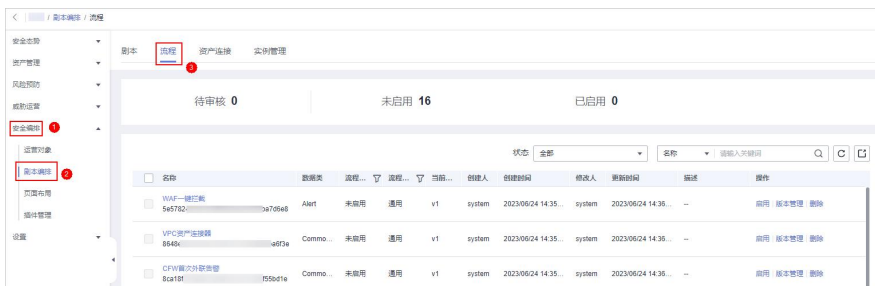 / 剧本编排 / 流程
安全态势
资产管理
风险预防
威胁运营
安全编排 1
运营对象
剧本编排 2
页面布局
插件管理
设置
剧本 流程 资产连接 实例管理
3
待审核 0 未启用 16 已启用 0
状态 全部 名称 请输入关键词
名称 数据类 流程... 流程... 当前... 创建人 创建时间 修改人 更新时间 描述 操作
WAF一键拦截
5e5782 ba7d6e8 Alert 未启用 通用 v1 system 2023/06/24 14:35... system 2023/06/24 14:36... -- 启用 版本管理 删除
VPC资产连接器
8648 a6f3e Commo... 未启用 通用 v1 system 2023/06/24 14:35... system 2023/06/24 14:36... -- 启用 版本管理 删除
CFW首次外联告警
8ca18f f55bd1e Commo... 未启用 通用 v1 system 2023/06/24 14:35... system 2023/06/24 14:36... -- 启用 版本管理 删除